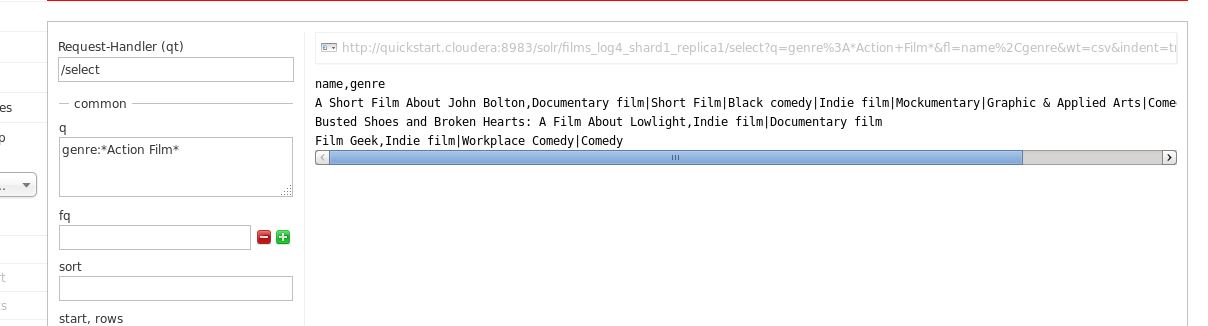 Request-Handler (qt)
/select
common
q
genre:*Action Film*
fq
sort
start, rows
es
p
..
t
s
http://quickstart.cloudera:8983/solr/films_log4_shard1_replica1/select?q=genre%3A*Action+Film*&fl=name%2Cgenre&wt=csv&indent=tr
name,genre
A Short Film About John Bolton,Documentary film|Short Film|Black comedy|Indie film|Mockumentary|Graphic & Applied Arts|Come
Busted Shoes and Broken Hearts: A Film About Lowlight,Indie film|Documentary film
Film Geek,Indie film|Workplace Comedy|Comedy